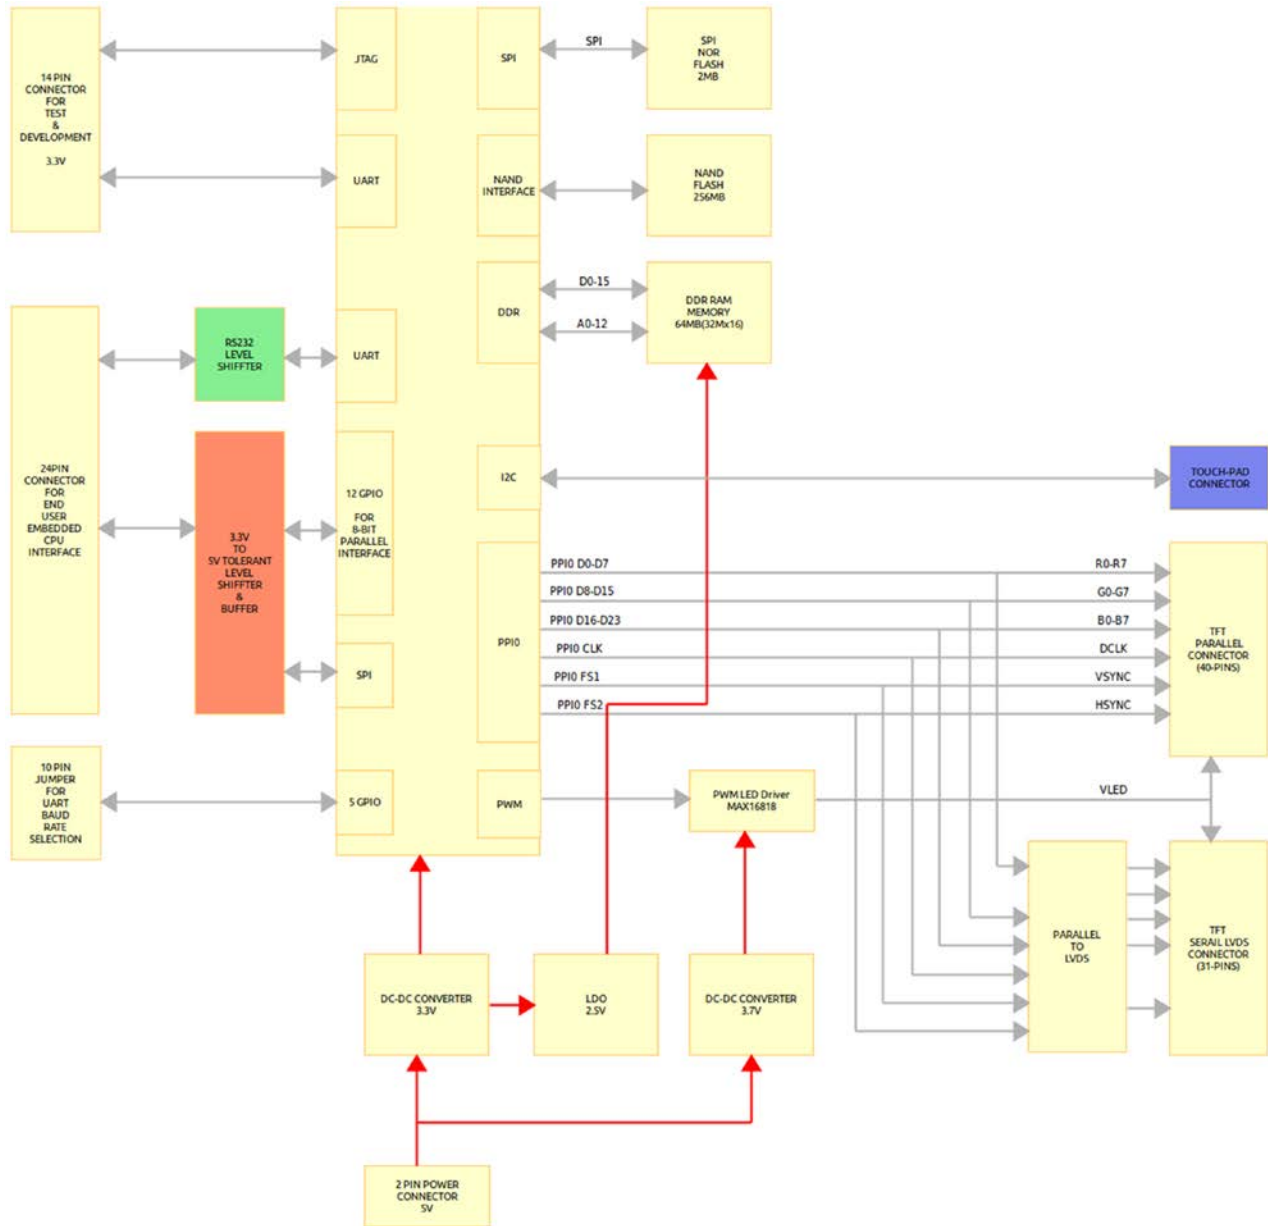 14 PIN
CONNECTOR
FOR
TEST
&
DEVELOPMENT
3.3V
JTAG
UART
SPI
SPI
SPI
NOR
FLASH
2MB
NAND
INTERFACE
NAND
FLASH
256MB
DDR
D0-15
A0-12
DDR RAM
MEMORY
64MB(32Mx16)
24PIN
CONNECTOR
FOR
END
USER
EMBEDDED
CPU
INTERFACE
RS232
LEVEL
SHIFFTER
UART
3.3V
TO
5V TOLERANT
LEVEL
SHIFFTER
&
BUFFER
12 GPIO
FOR
8-BIT
PARALLEL
INTERFACE
SPI
I2C
TOUCH-PAD
CONNECTOR
PPI0
PPI0 D0-D7
PPI0 D8-D15
PPI0 D16-D23
PPI0 CLK
PPI0 FS1
PPI0 FS2
R0-R7
G0-G7
B0-B7
DCLK
VSYNC
HSYNC
TFT
PARALLEL
CONNECTOR
(40-PINS)
10 PIN
JUMPER
FOR
UART
BAUD
RATE
SELECTION
5 GPIO
PWM
PWM LED Driver
MAX16818
VLED
PARALLEL
TO
LVDS
TFT
SERAIL LVDS
CONNECTOR
(31-PINS)
DC-DC CONVERTER
3.3V
LDO
2.5V
DC-DC CONVERTER
3.7V
2 PIN POWER
CONNECTOR
5V